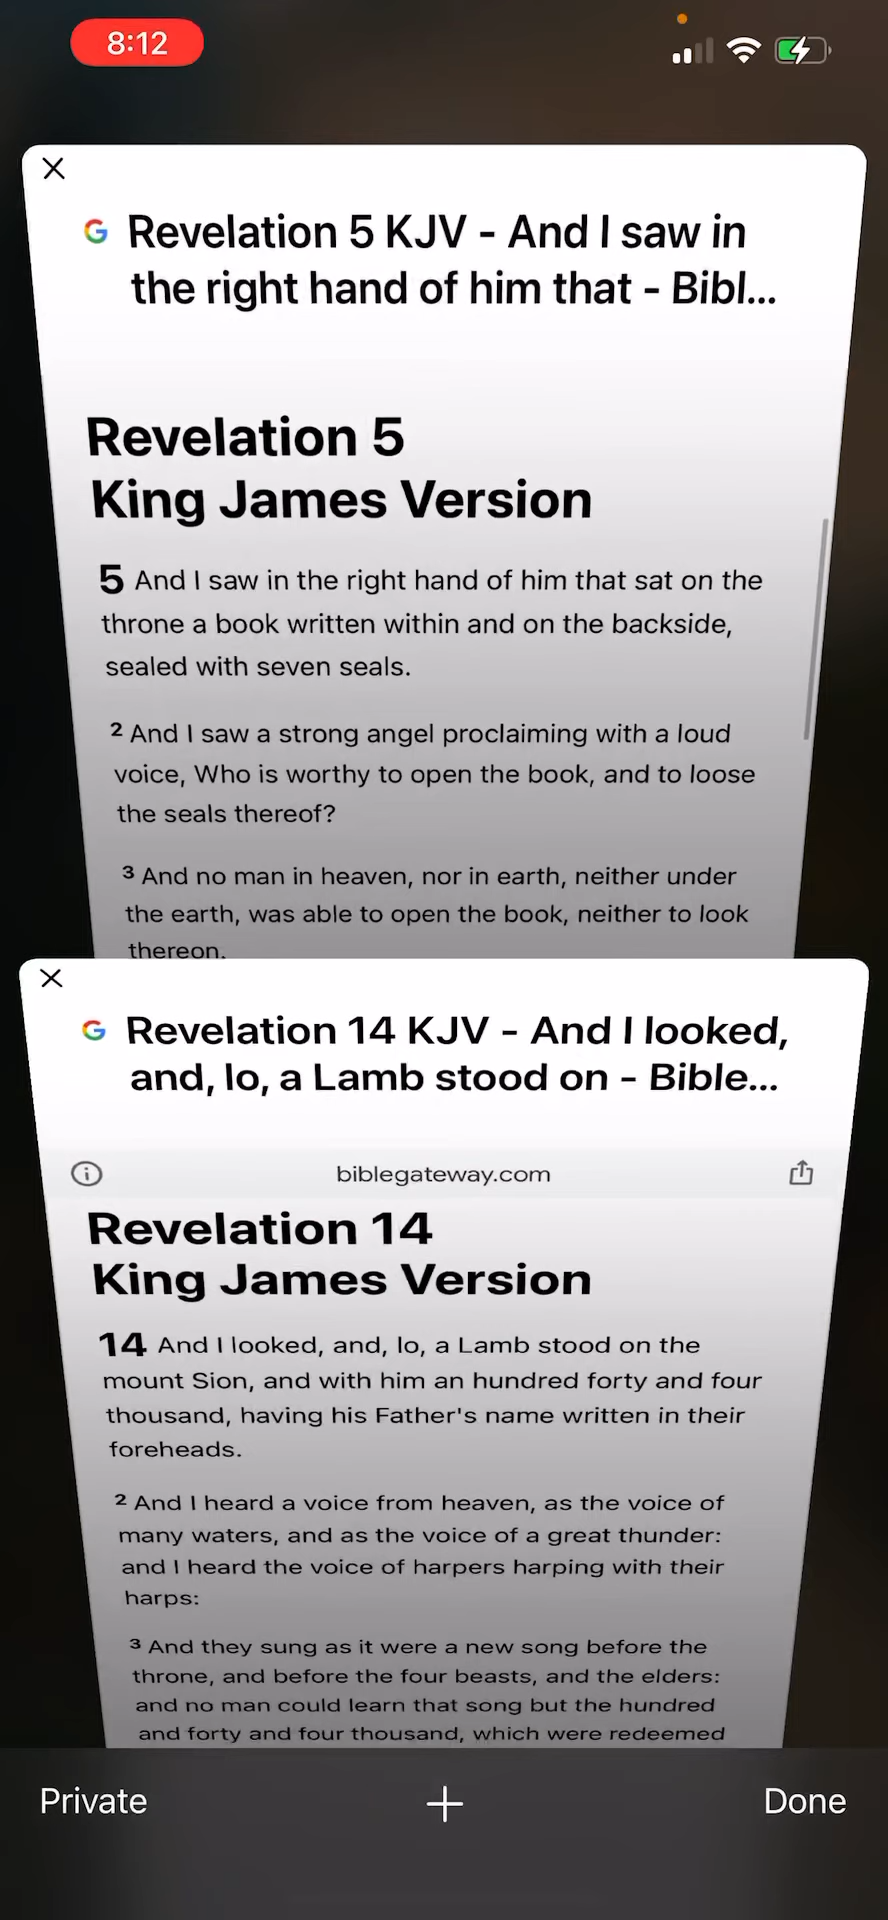 8:12
Revelation 5 KJV - And I saw in
the right hand of him that - Bibl...
Revelation 5
King James Version
5 And I saw in the right hand of him that sat on the
throne a book written within and on the backside,
sealed with seven seals.
2 And I saw a strong angel proclaiming with a loud
voice, Who is worthy to open the book, and to loose
the seals thereof?
3 And no man in heaven, nor in earth, neither under
the earth, was able to open the book, neither to look
thereon.
Revelation 14 KJV - And I looked,
and, lo, a Lamb stood on - Bible...
biblegateway.com
Revelation 14
King James Version
14 And I looked, and, lo, a Lamb stood on the
mount Sion, and with him an hundred forty and four
thousand, having his Father's name written in their
foreheads.
2 And I heard a voice from heaven, as the voice of
many waters, and as the voice of a great thunder:
and I heard the voice of harpers harping with their
harps:
3 And they sung as it were a new song before the
throne, and before the four beasts, and the elders:
and no man could learn that song but the hundred
and forty and four thousand, which were redeemed
Private
Done